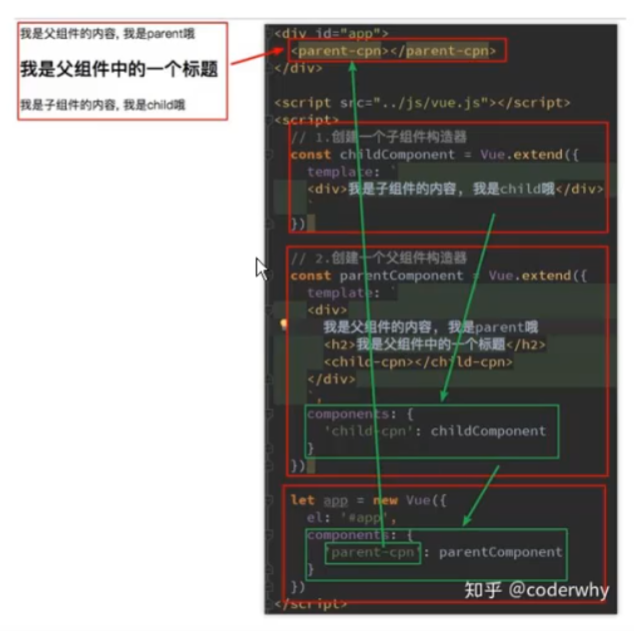 我是父组件的内容, 我是parent哦
我是父组件中的一个标题
我是子组件的内容, 我是child哦
<div id="app">
<parent-cpn></parent-cpn>
</div>
<script src="../js/vue.js"></script>
<script>
// 1.创建一个子组件构造器
const childComponent = Vue.extend({
template: `
<div>我是子组件的内容, 我是child哦</div>
`
})
// 2.创建一个父组件构造器
const parentComponent = Vue.extend({
template: `
<div>
我是父组件的内容, 我是parent哦
<h2>我是父组件中的一个标题</h2>
<child-cpn></child-cpn>
</div>
`,
components: {
'child-cpn': childComponent
}
})
let app = new Vue({
el: '#app',
components: {
'parent-cpn': parentComponent
}
})
</script>
知乎 @coderwhy